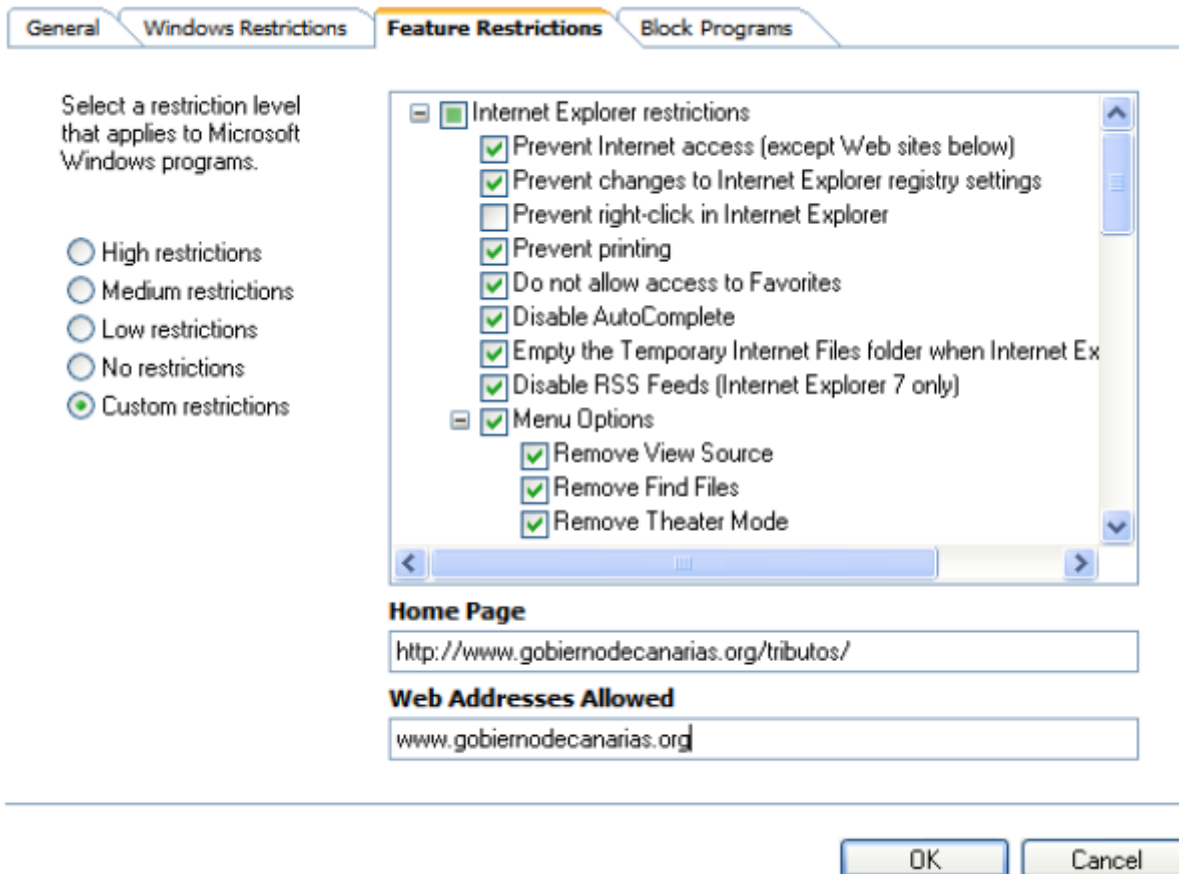 General
Windows Restrictions
Feature Restrictions
Block Programs
Select a restriction level
that applies to Microsoft
Windows programs.
High restrictions
Medium restrictions
Low restrictions
No restrictions
Custom restrictions
Internet Explorer restrictions
Prevent Internet access (except Web sites below)
Prevent changes to Internet Explorer registry settings
Prevent right-click in Internet Explorer
Prevent printing
Do not allow access to Favorites
Disable AutoComplete
Empty the Temporary Internet Files folder when Internet Ex
Disable RSS Feeds (Internet Explorer 7 only)
Menu Options
Remove View Source
Remove Find Files
Remove Theater Mode
Home Page
http://www.gobiernodecanarias.org/tributos/
Web Addresses Allowed
www.gobiernodecanarias.org
OK
Cancel